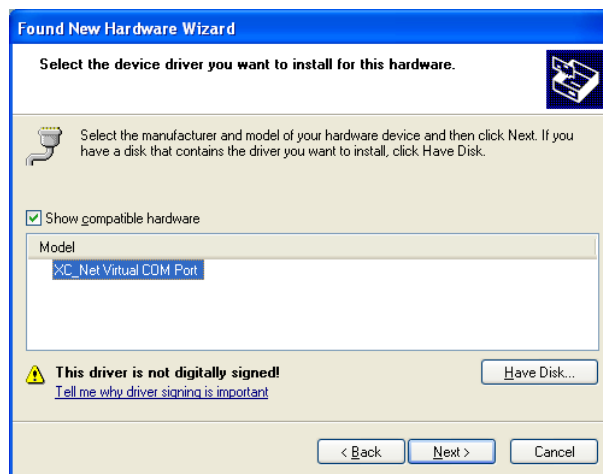 Found New Hardware Wizard
Select the device driver you want to install for this hardware.
Select the manufacturer and model of your hardware device and then click Next. If you
have a disk that contains the driver you want to install, click Have Disk.
Show compatible hardware
Model
XC_Net Virtual COM Port
This driver is not digitally signed!
Have Disk...
Tell me why driver signing is important
< Back
Next >
Cancel